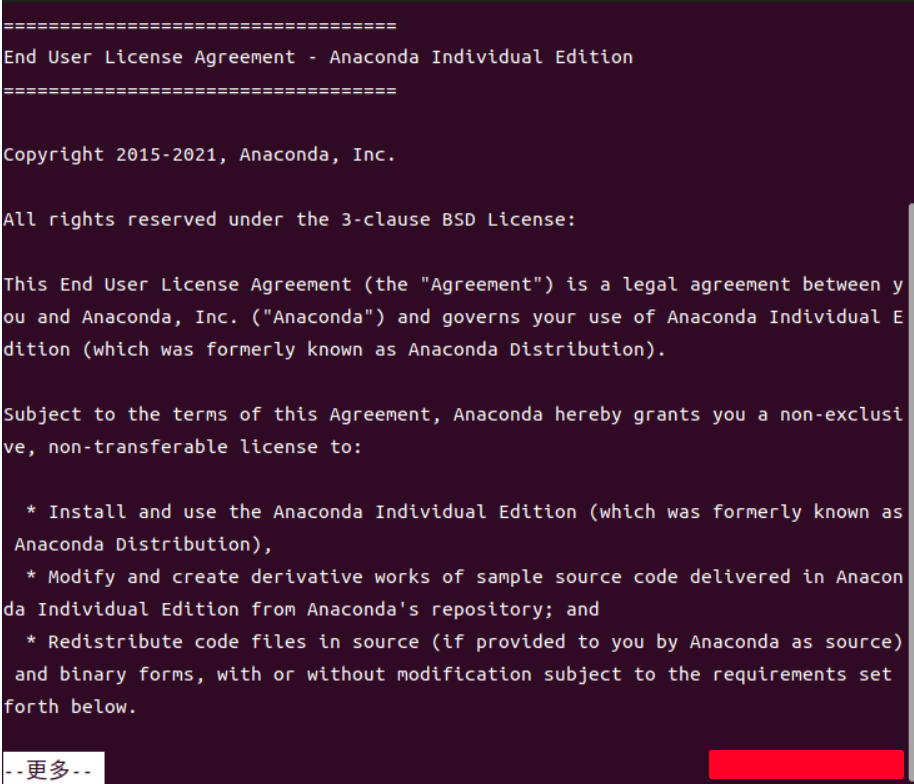 ===================================
End User License Agreement - Anaconda Individual Edition
===================================
Copyright 2015-2021, Anaconda, Inc.
All rights reserved under the 3-clause BSD License:
This End User License Agreement (the "Agreement") is a legal agreement between y
ou and Anaconda, Inc. ("Anaconda") and governs your use of Anaconda Individual E
dition (which was formerly known as Anaconda Distribution).
Subject to the terms of this Agreement, Anaconda hereby grants you a non-exclusi
ve, non-transferable license to:
  * Install and use the Anaconda Individual Edition (which was formerly known as
 Anaconda Distribution),
  * Modify and create derivative works of sample source code delivered in Anacon
da Individual Edition from Anaconda's repository; and
  * Redistribute code files in source (if provided to you by Anaconda as source)
 and binary forms, with or without modification subject to the requirements set
forth below.
--更多--